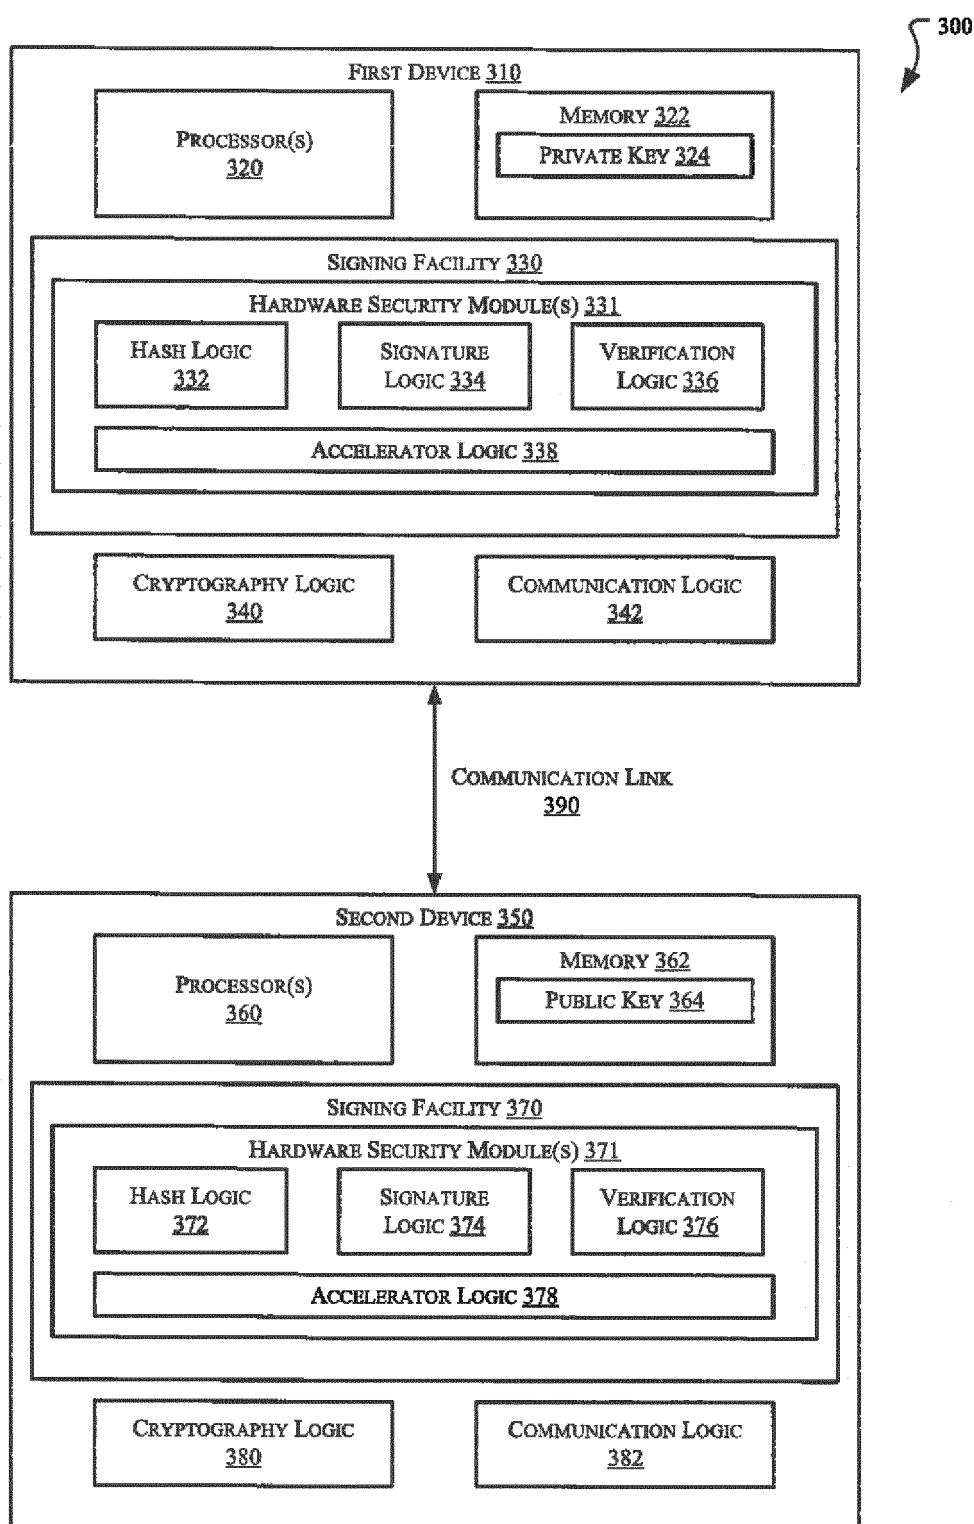 300
First Device 310
Processor(s)
320
Memory 322
Private Key 324
Signing Facility 330
Hardware Security Module(s) 331
Hash Logic
332
Signature
Logic 334
Verification
Logic 336
Accelerator Logic 338
Cryptography Logic
340
Communication Logic
342
Communication Link
390
Second Device 350
Processor(s)
360
Memory 362
Public Key 364
Signing Facility 370
Hardware Security Module(s) 371
Hash Logic
372
Signature
Logic 374
Verification
Logic 376
Accelerator Logic 378
Cryptography Logic
380
Communication Logic
382